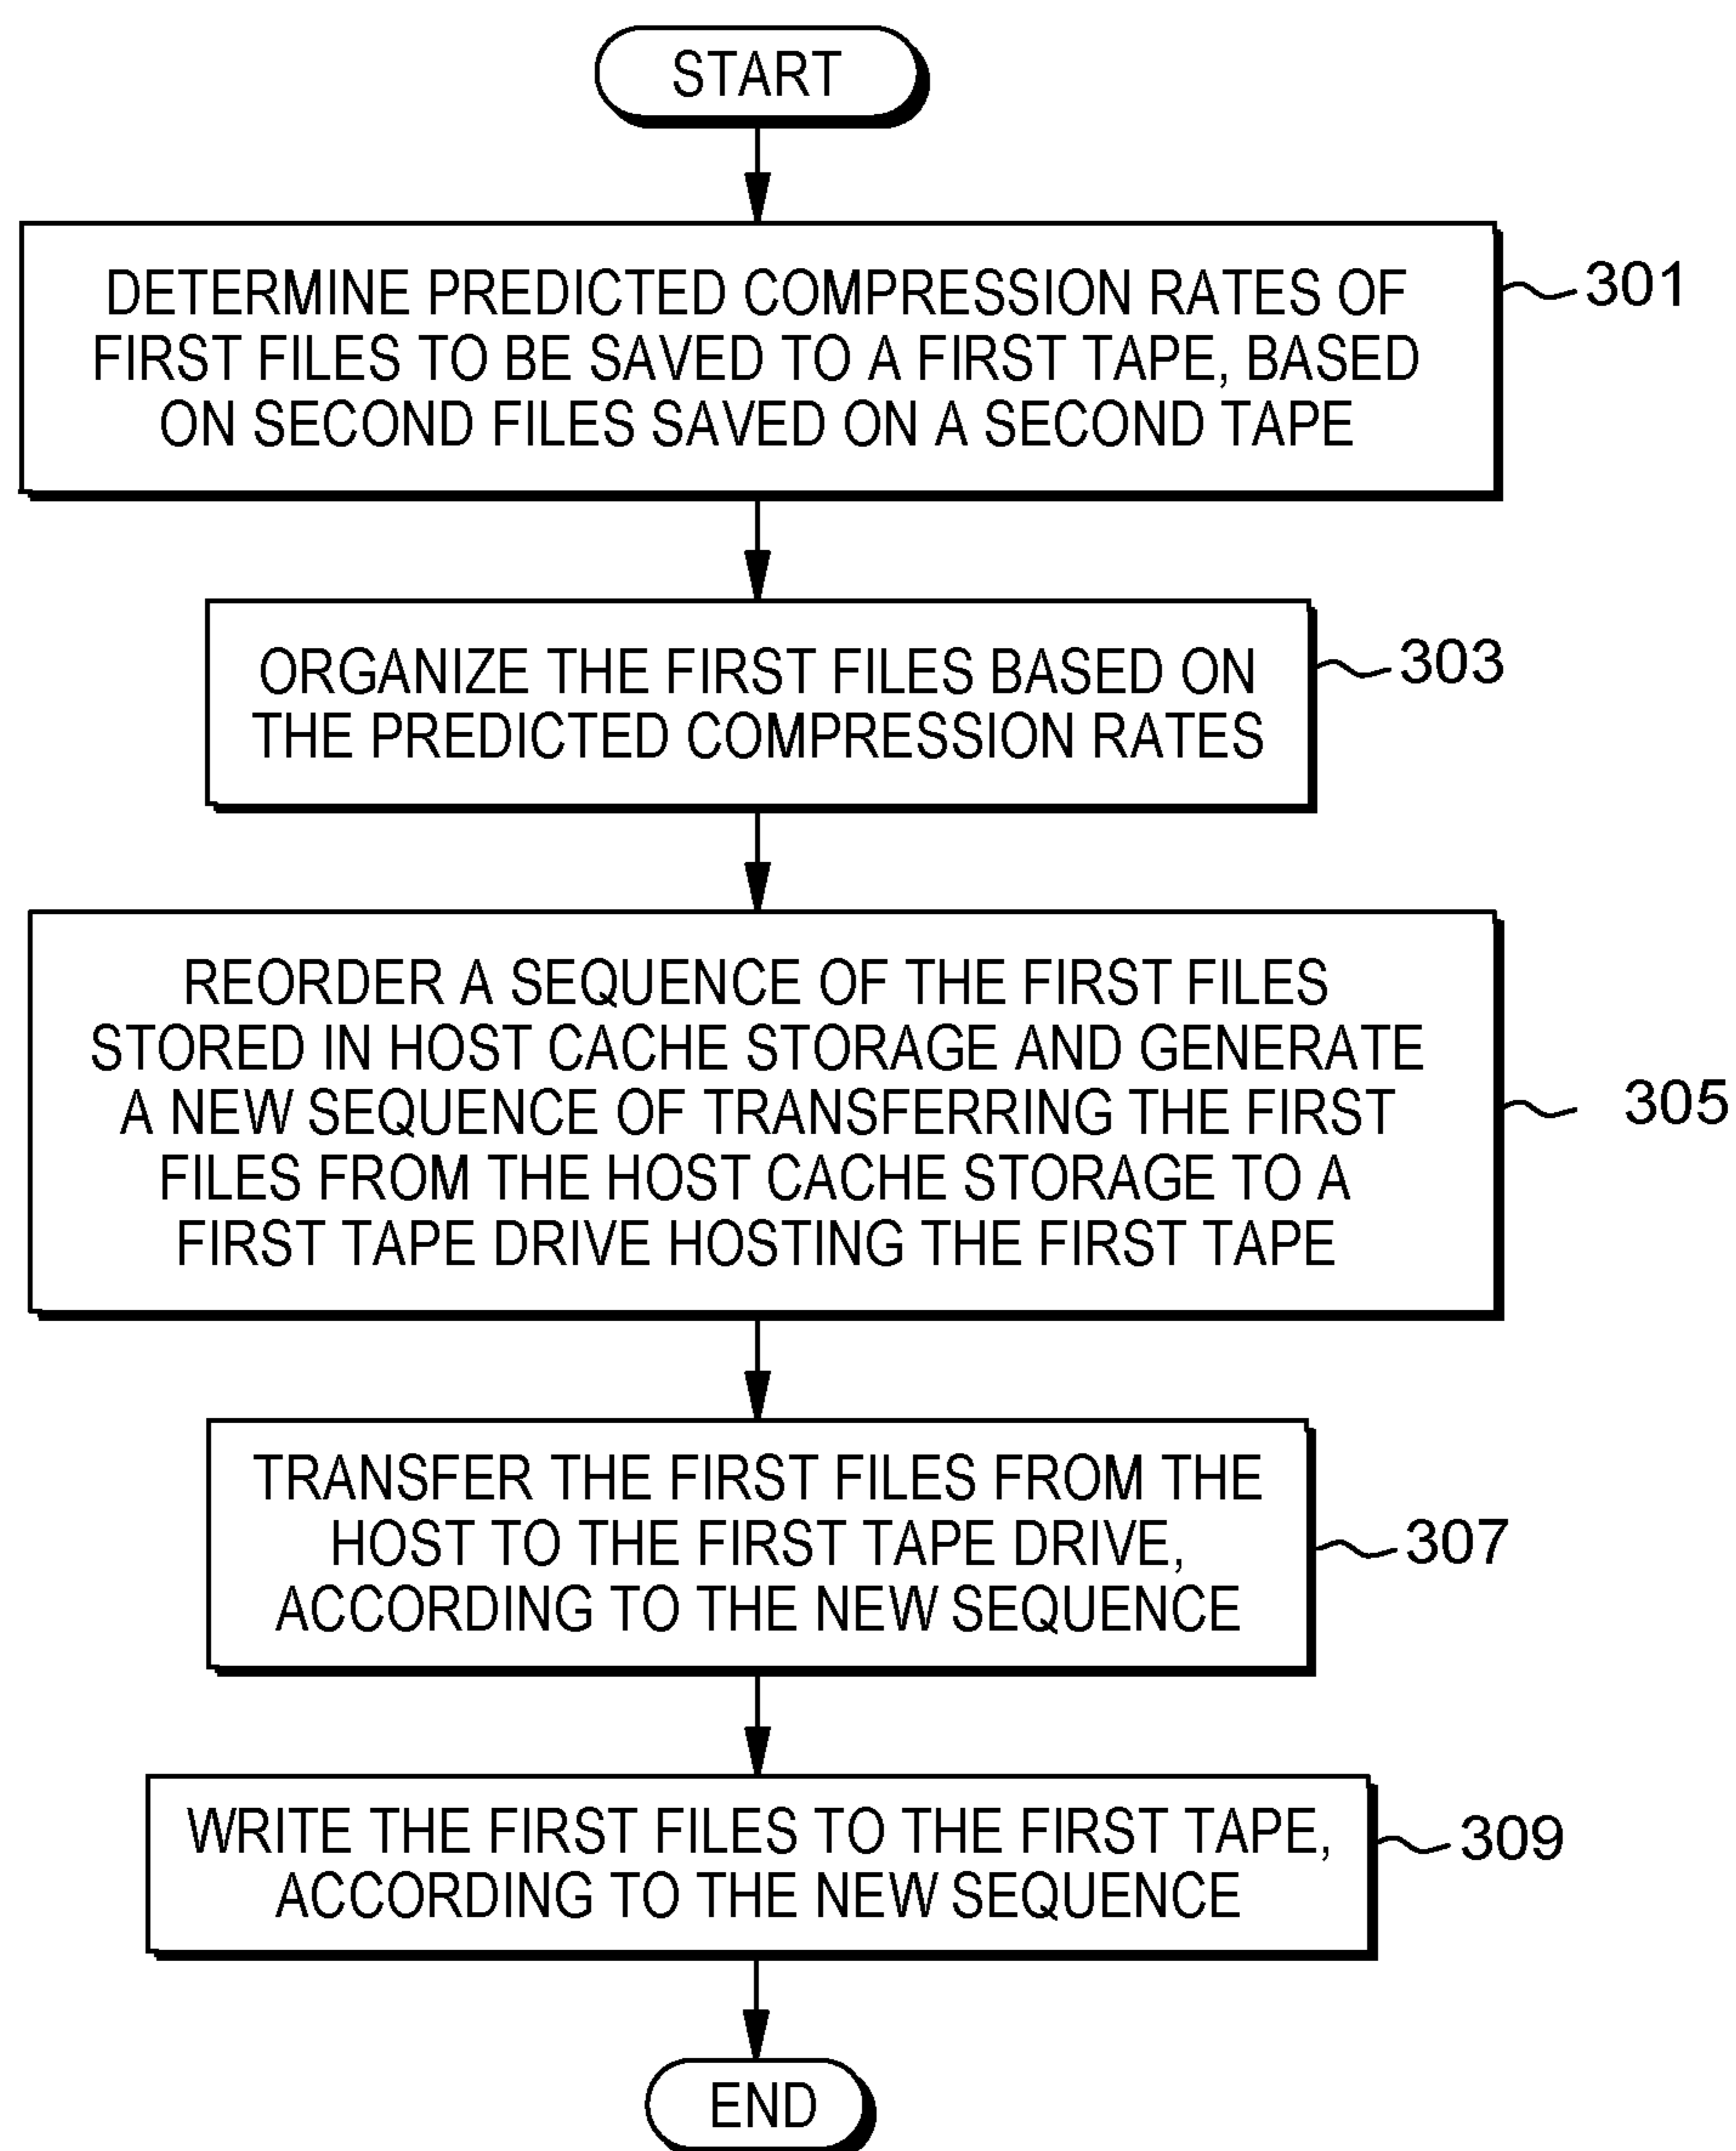 START
DETERMINE PREDICTED COMPRESSION RATES OF
FIRST FILES TO BE SAVED TO A FIRST TAPE, BASED
ON SECOND FILES SAVED ON A SECOND TAPE
301
ORGANIZE THE FIRST FILES BASED ON
THE PREDICTED COMPRESSION RATES
303
REORDER A SEQUENCE OF THE FIRST FILES
STORED IN HOST CACHE STORAGE AND GENERATE
A NEW SEQUENCE OF TRANSFERRING THE FIRST
FILES FROM THE HOST CACHE STORAGE TO A
FIRST TAPE DRIVE HOSTING THE FIRST TAPE
305
TRANSFER THE FIRST FILES FROM THE
HOST TO THE FIRST TAPE DRIVE,
ACCORDING TO THE NEW SEQUENCE
307
WRITE THE FIRST FILES TO THE FIRST TAPE,
ACCORDING TO THE NEW SEQUENCE
309
END